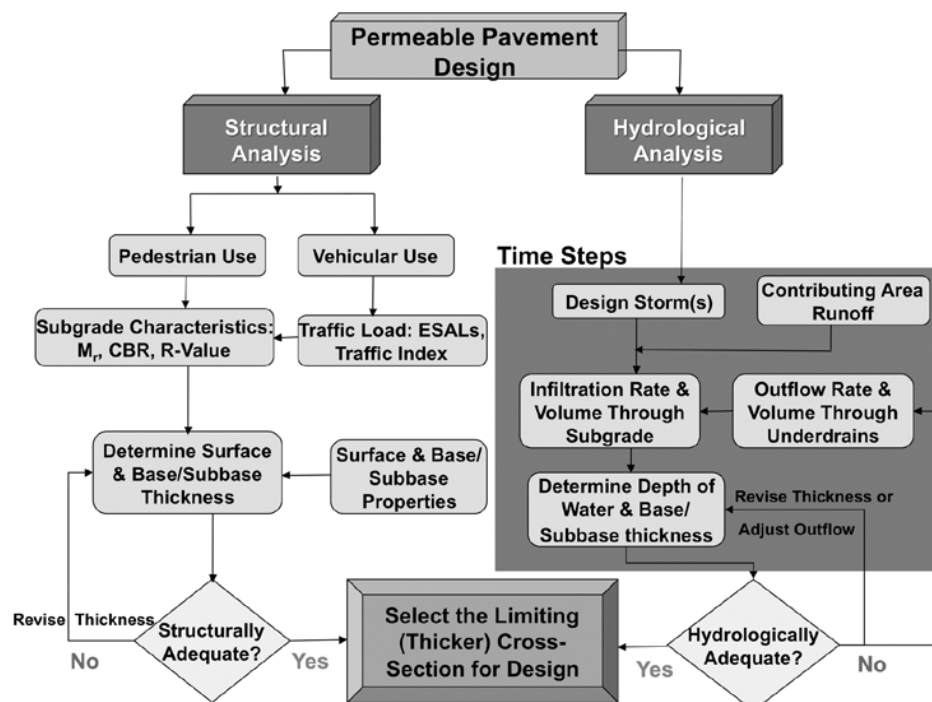 Permeable Pavement
Design
Structural
Analysis
Hydrological
Analysis
Pedestrian Use
Vehicular Use
Subgrade Characteristics:
Mr, CBR, R-Value
Traffic Load: ESALs,
Traffic Index
Determine Surface
& Base/Subbase
Thickness
Surface & Base/
Subbase
Properties
Revise Thickness
Structurally
Adequate?
No
Yes
Time Steps
Design Storm(s)
Contributing Area
Runoff
Infiltration Rate &
Volume Through
Subgrade
Outflow Rate &
Volume Through
Underdrains
Determine Depth of
Water & Base/
Subbase thickness
Revise Thickness or
Adjust Outflow
Hydrologically
Adequate?
Yes
No
Select the Limiting
(Thicker) Cross-
Section for Design